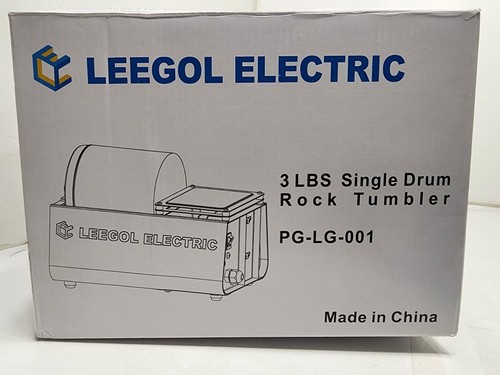 LEEGOL ELECTRIC
3 LBS Single Drum
Rock Tumbler
LEEGOL ELECTRIC
PG-LG-001
Made in China